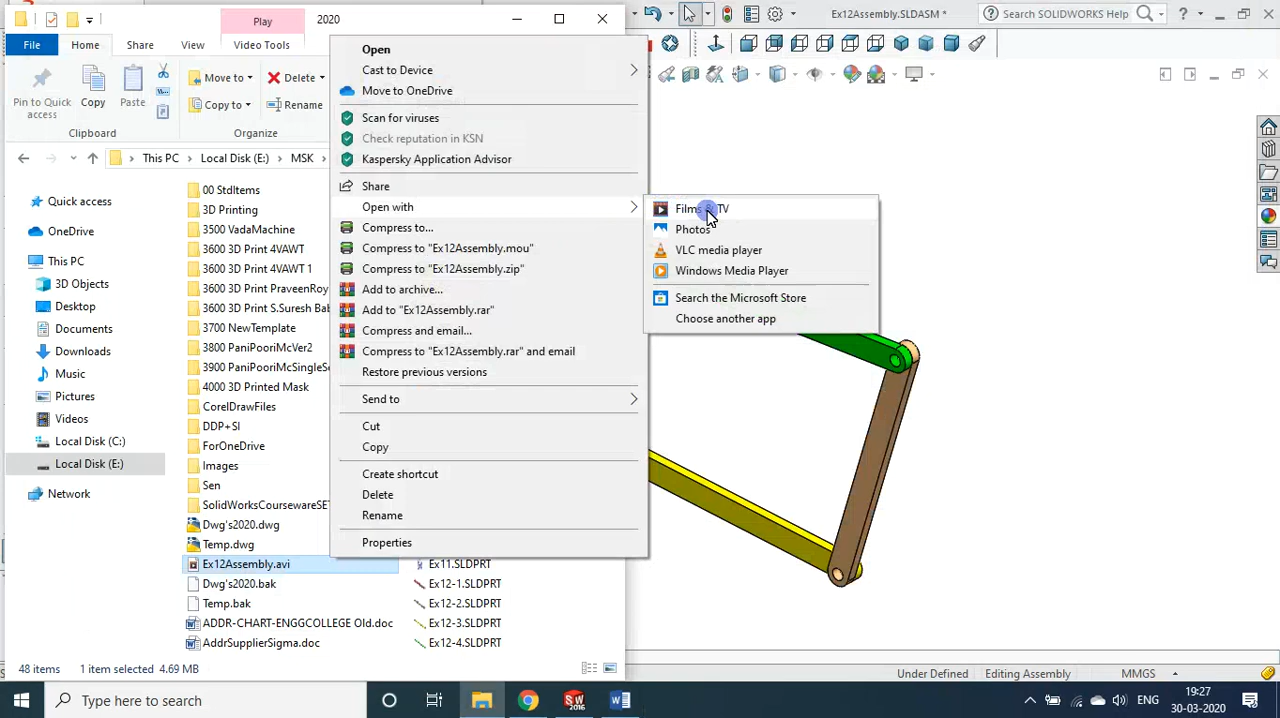 Play
2020
Ex12Assembly.SLDASM *
Search SOLIDWORKS Help
File
Home
Share
View
Video Tools
Pin to Quick
access
Copy
Paste
Move to
Copy to
Delete
Rename
Clipboard
Organize
This PC
Local Disk (E:)
MSK
Quick access
OneDrive
This PC
3D Objects
Desktop
Documents
Downloads
Music
Pictures
Videos
Local Disk (C:)
Local Disk (E:)
Network
00 StdItems
3D Printing
3500 VadaMachine
3600 3D Print 4VAWT
3600 3D Print 4VAWT 1
3600 3D Print PraveenRoy
3600 3D Print S.Suresh Bab
3700 NewTemplate
3800 PaniPooriMcVer2
3900 PaniPooriMcSingleSe
4000 3D Printed Mask
CorelDrawFiles
DDP+SI
ForOneDrive
Images
Sen
SolidWorksCoursewareSET
Dwg's2020.dwg
Temp.dwg
Ex12Assembly.avi
Dwg's2020.bak
Temp.bak
ADDR-CHART-ENGGCOLLEGE Old.doc
AddrSupplierSigma.doc
Ex11.SLDPRT
Ex12-1.SLDPRT
Ex12-2.SLDPRT
Ex12-3.SLDPRT
Ex12-4.SLDPRT
48 items
1 item selected 4.69 MB
Open
Cast to Device
Move to OneDrive
Scan for viruses
Check reputation in KSN
Kaspersky Application Advisor
Share
Open with
Compress to...
Compress to "Ex12Assembly.mou"
Compress to "Ex12Assembly.zip"
Add to archive...
Add to "Ex12Assembly.rar"
Compress and email...
Compress to "Ex12Assembly.rar" and email
Restore previous versions
Send to
Cut
Copy
Create shortcut
Delete
Rename
Properties
Films & TV
Photos
VLC media player
Windows Media Player
Search the Microsoft Store
Choose another app
Under Defined
Editing Assembly
MMGS
Type here to search
SW
2016
ENG
19:27
30-03-2020